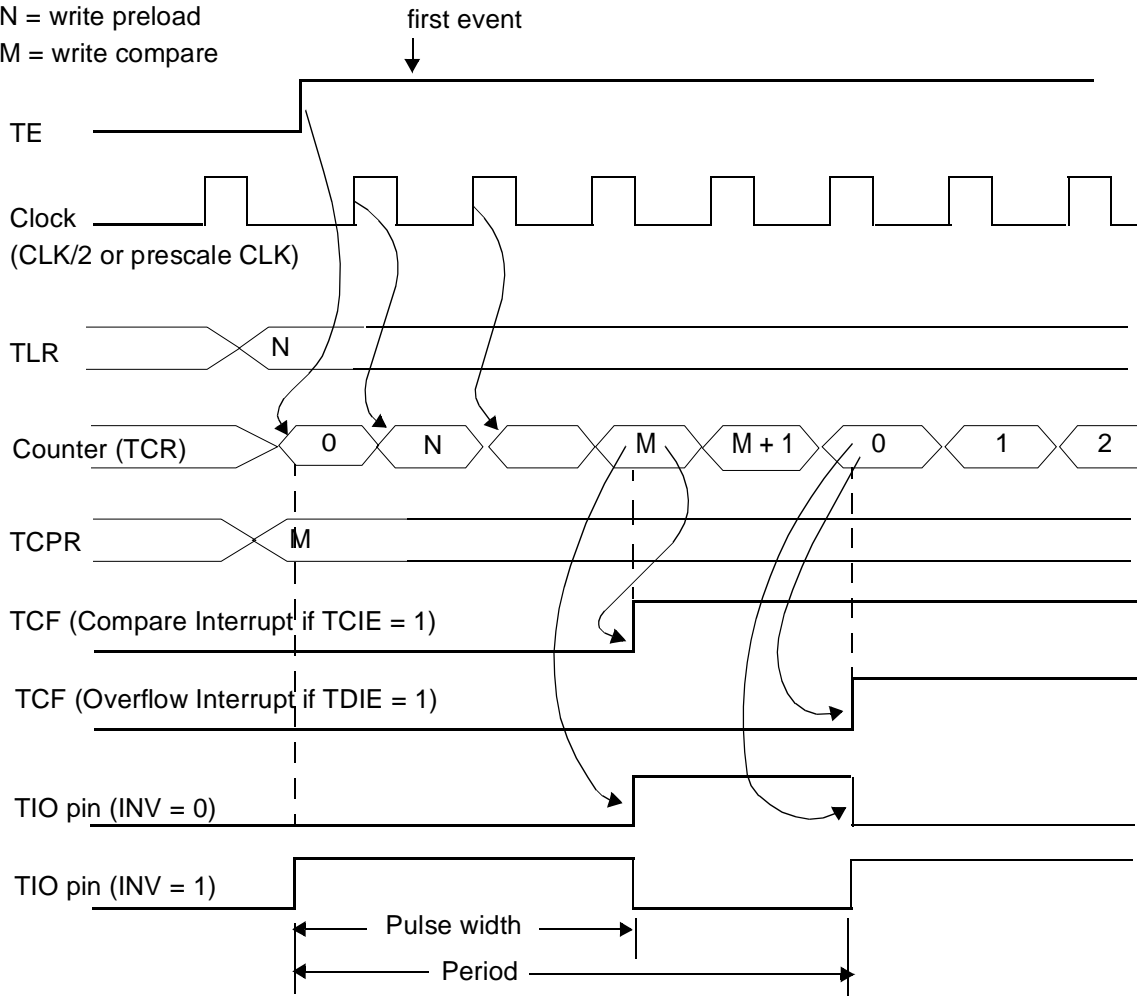 N = write preload
first event
M = write compare
TE
Clock
(CLK/2 or prescale CLK)
TLR
N
Counter (TCR)
0
N
M
M + 1
0
1
2
TCPR
M
TCF (Compare Interrupt if TCIE = 1)
TCF (Overflow Interrupt if TDIE = 1)
TIO pin (INV = 0)
TIO pin (INV = 1)
Pulse width
Period